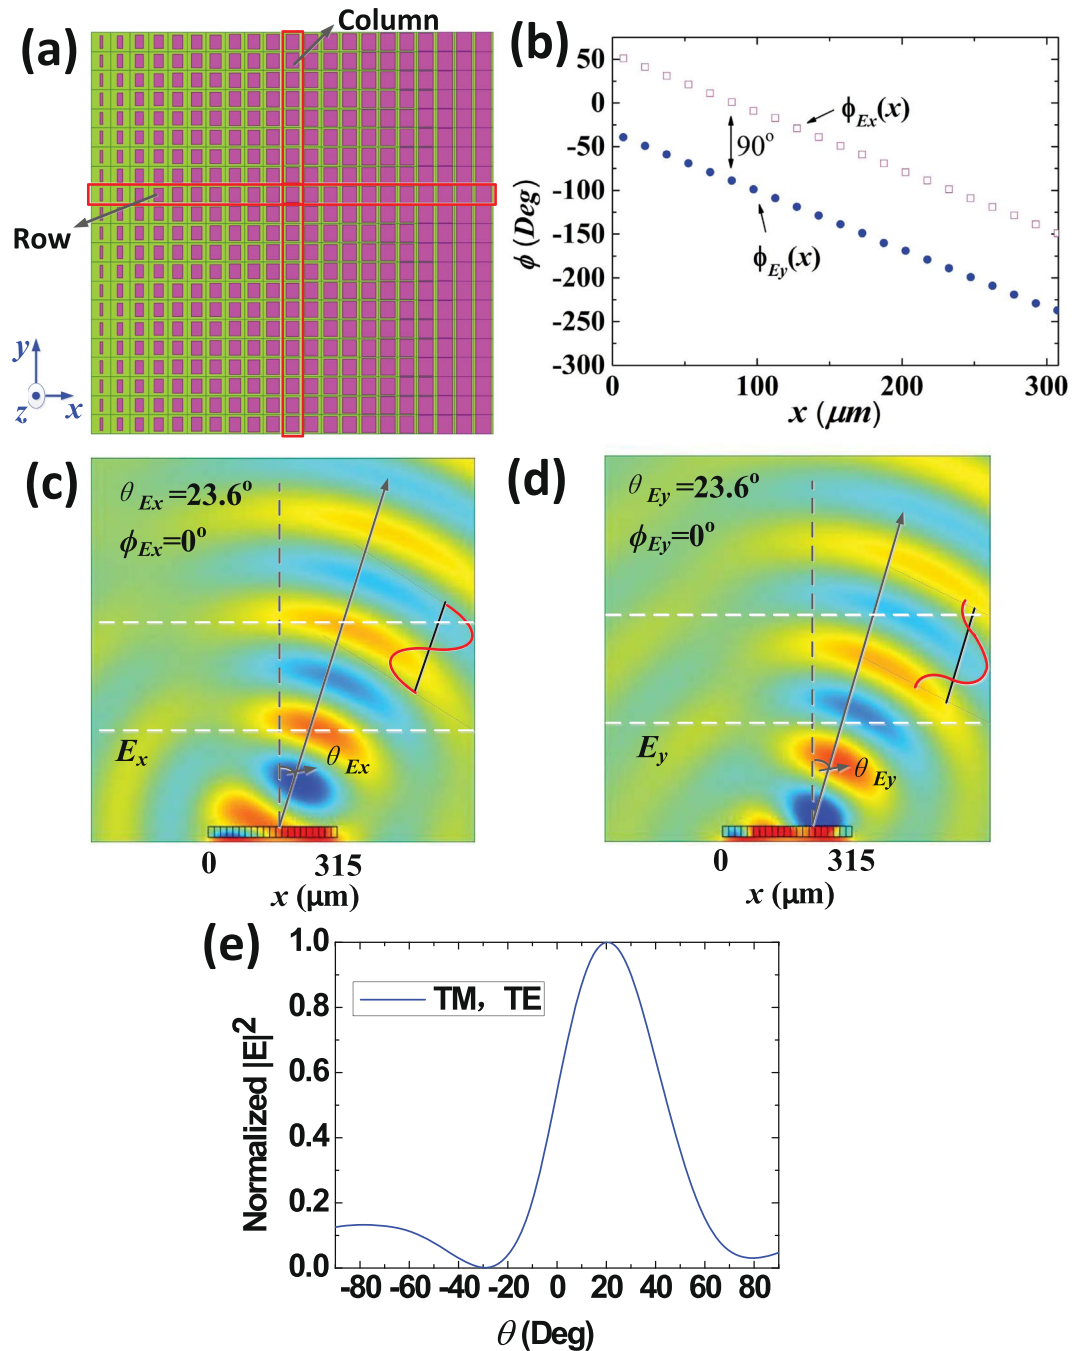 (a)
Column
Row
y
z
x
(b)
50
0
-50
-100
-150
-200
-250
-300
ϕ (Deg)
ϕEx(x)
90°
ϕEy(x)
0
100
200
300
x (μm)
(c)
θ Ex =23.6°
ϕEx=0°
Ex
θ Ex
0
315
x (μm)
(d)
θ Ey =23.6°
ϕEy=0°
Ey
θ Ey
0
315
x (μm)
(e)
1.0
0.8
0.6
0.4
0.2
0.0
Normalized |E|²
TM, TE
-80
-60
-40
-20
0
20
40
60
80
θ (Deg)